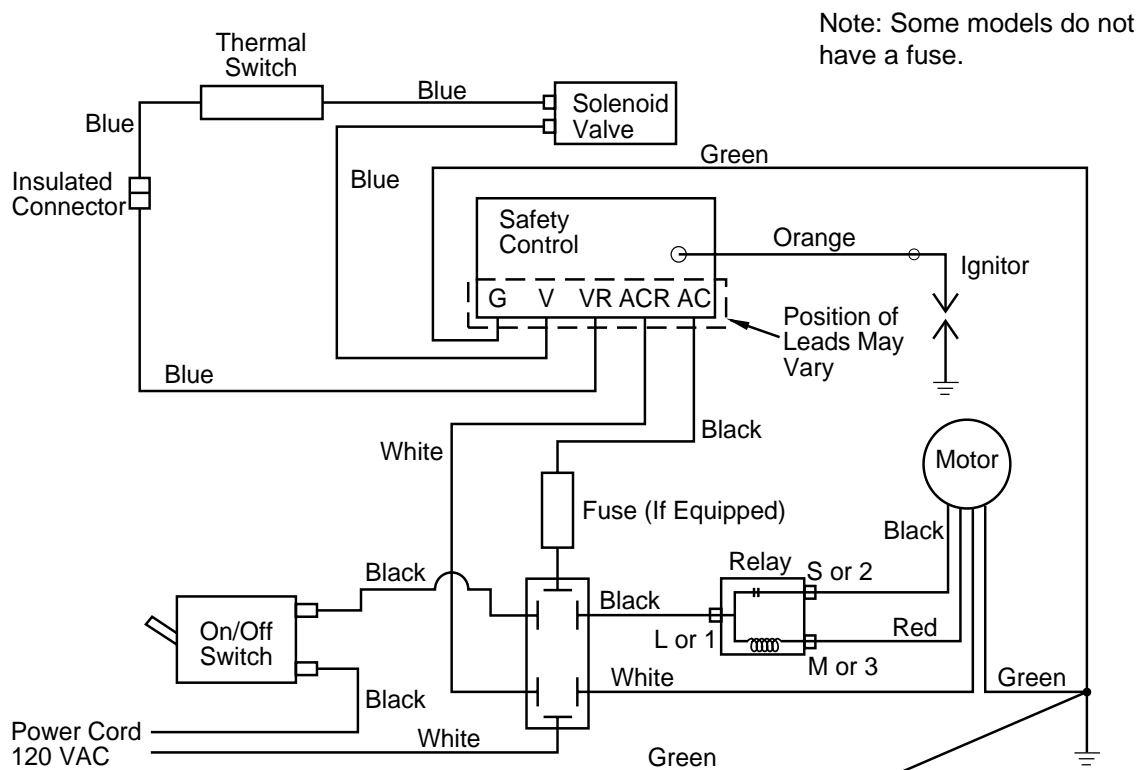 Note: Some models do not
have a fuse.
Thermal
Switch
Blue
Solenoid
Valve
Blue
Green
Insulated
Connector
Blue
Safety
Control
Orange
Ignitor
G V VR ACR AC
Position of
Leads May
Vary
Blue
White
Black
Motor
Fuse (If Equipped)
Black
Black
Relay
S or 2
Black
On/Off
Switch
L or 1
Red
M or 3
White
Green
Black
Power Cord
120 VAC
White
Green